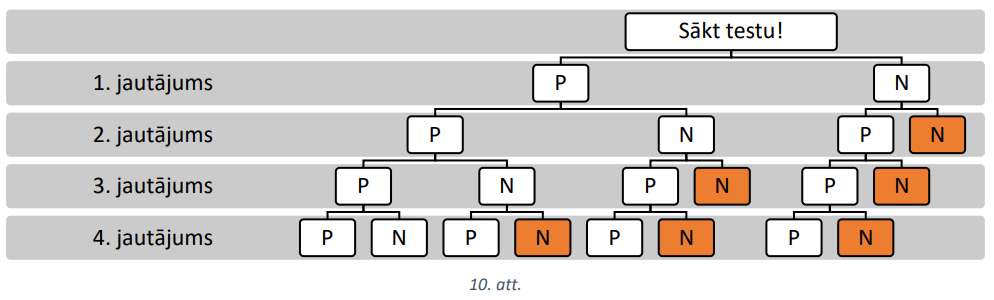 Sākt testu!
1. jautājums P N
2. jautājums P N P N
3. jautājums P N P N P N
4. jautājums P N P N P N P N
10. att.